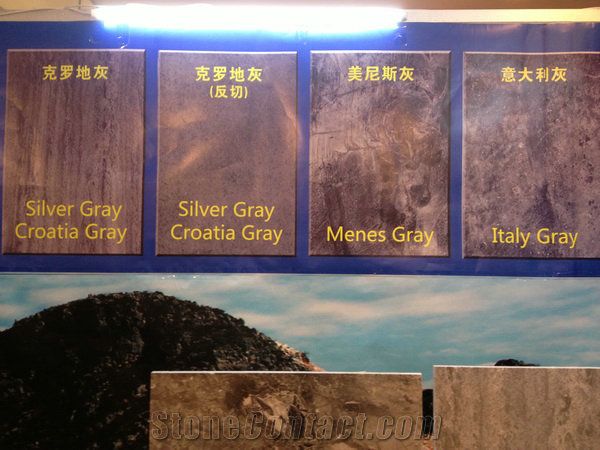 克罗地灰
Silver Gray
Croatia Gray
克罗地灰
(反切)
Silver Gray
Croatia Gray
美尼斯灰
Menes Gray
意大利灰
Italy Gray
StoneContact.com